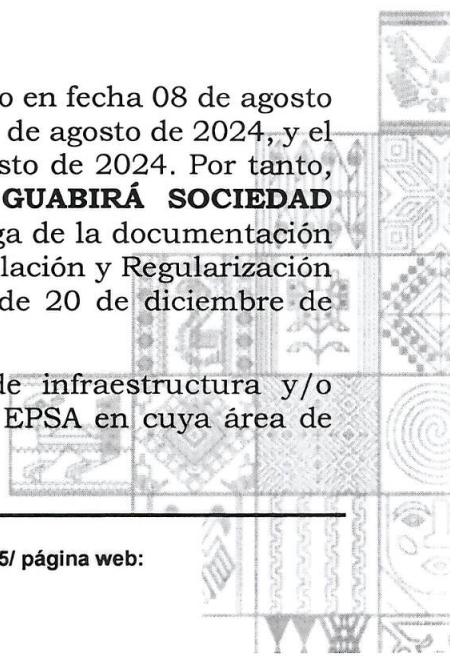 o en fecha 08 de agosto
de agosto de 2024, y el
sto de 2024. Por tanto,
GUABIRÁ SOCIEDAD
ga de la documentación
lación y Regularización
de 20 de diciembre de
de infraestructura y/o
EPSA en cuya área de
5/ página web: